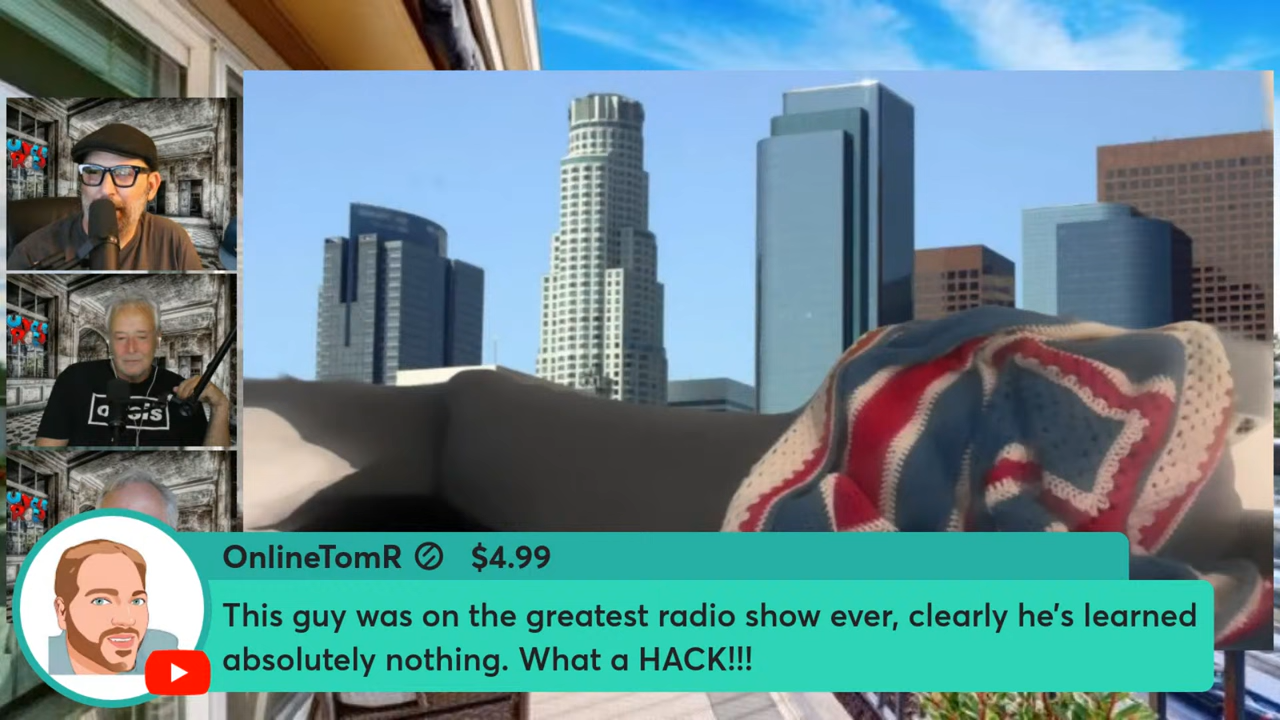 OnlineTomR $4.99
This guy was on the greatest radio show ever, clearly he's learned
absolutely nothing. What a HACK!!!